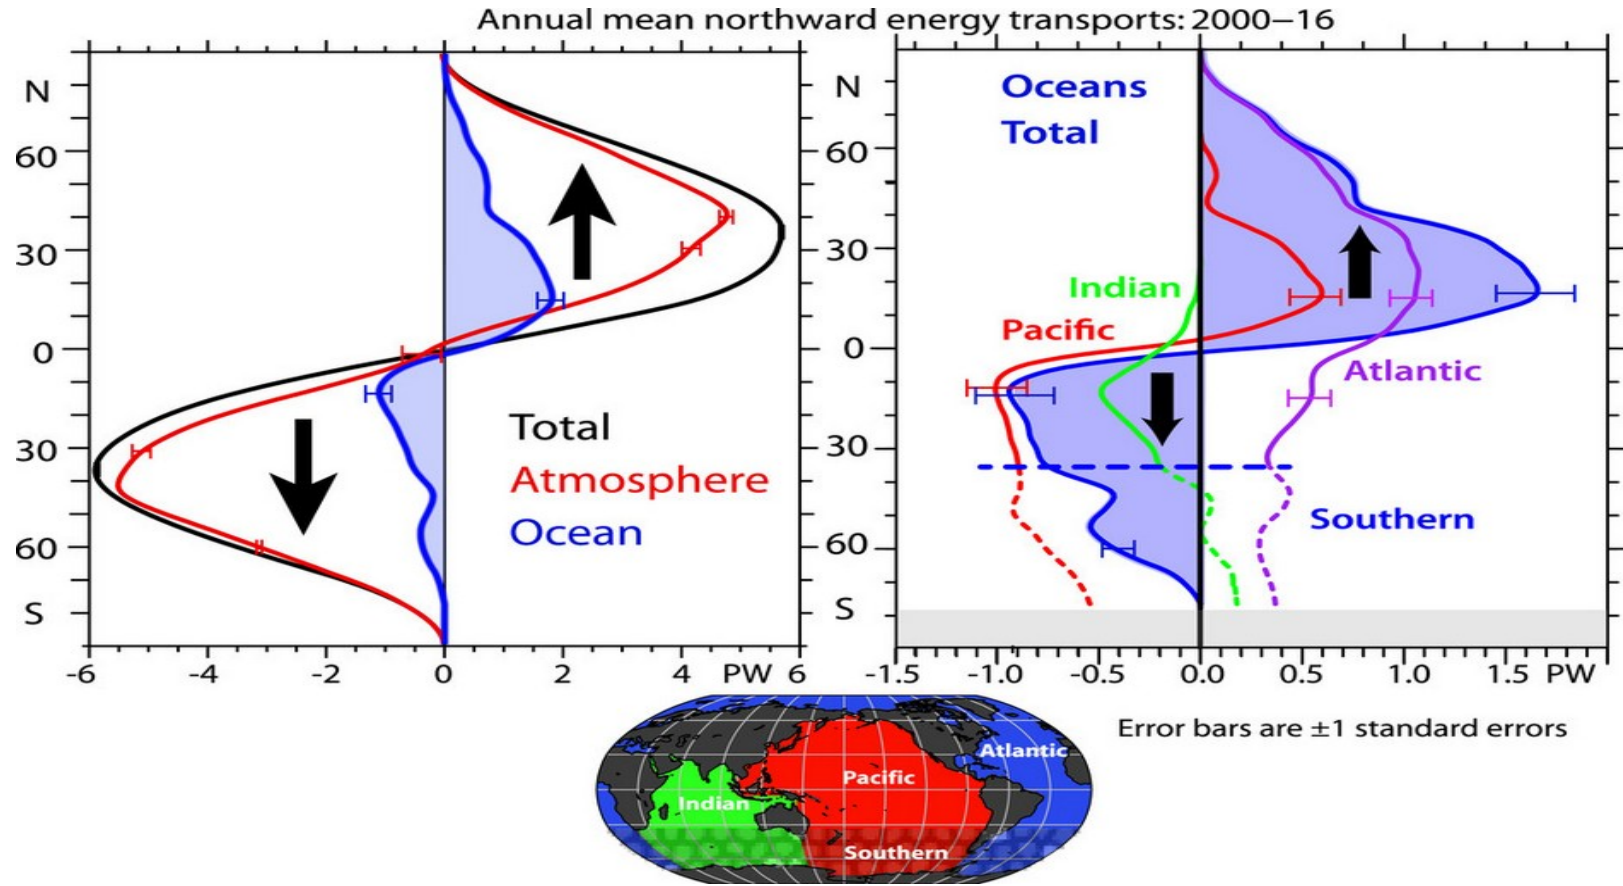 Annual mean northward energy transports: 2000–16
N
60
30
0
30
60
S
Total
Atmosphere
Ocean
-6 -4 -2 0 2 4 PW 6
N
60
30
0
30
60
S
Oceans
Total
Indian
Pacific
Atlantic
Southern
-1.5 -1.0 -0.5 0.0 0.5 1.0 1.5 PW
Error bars are ±1 standard errors
Atlantic
Pacific
Indian
Southern